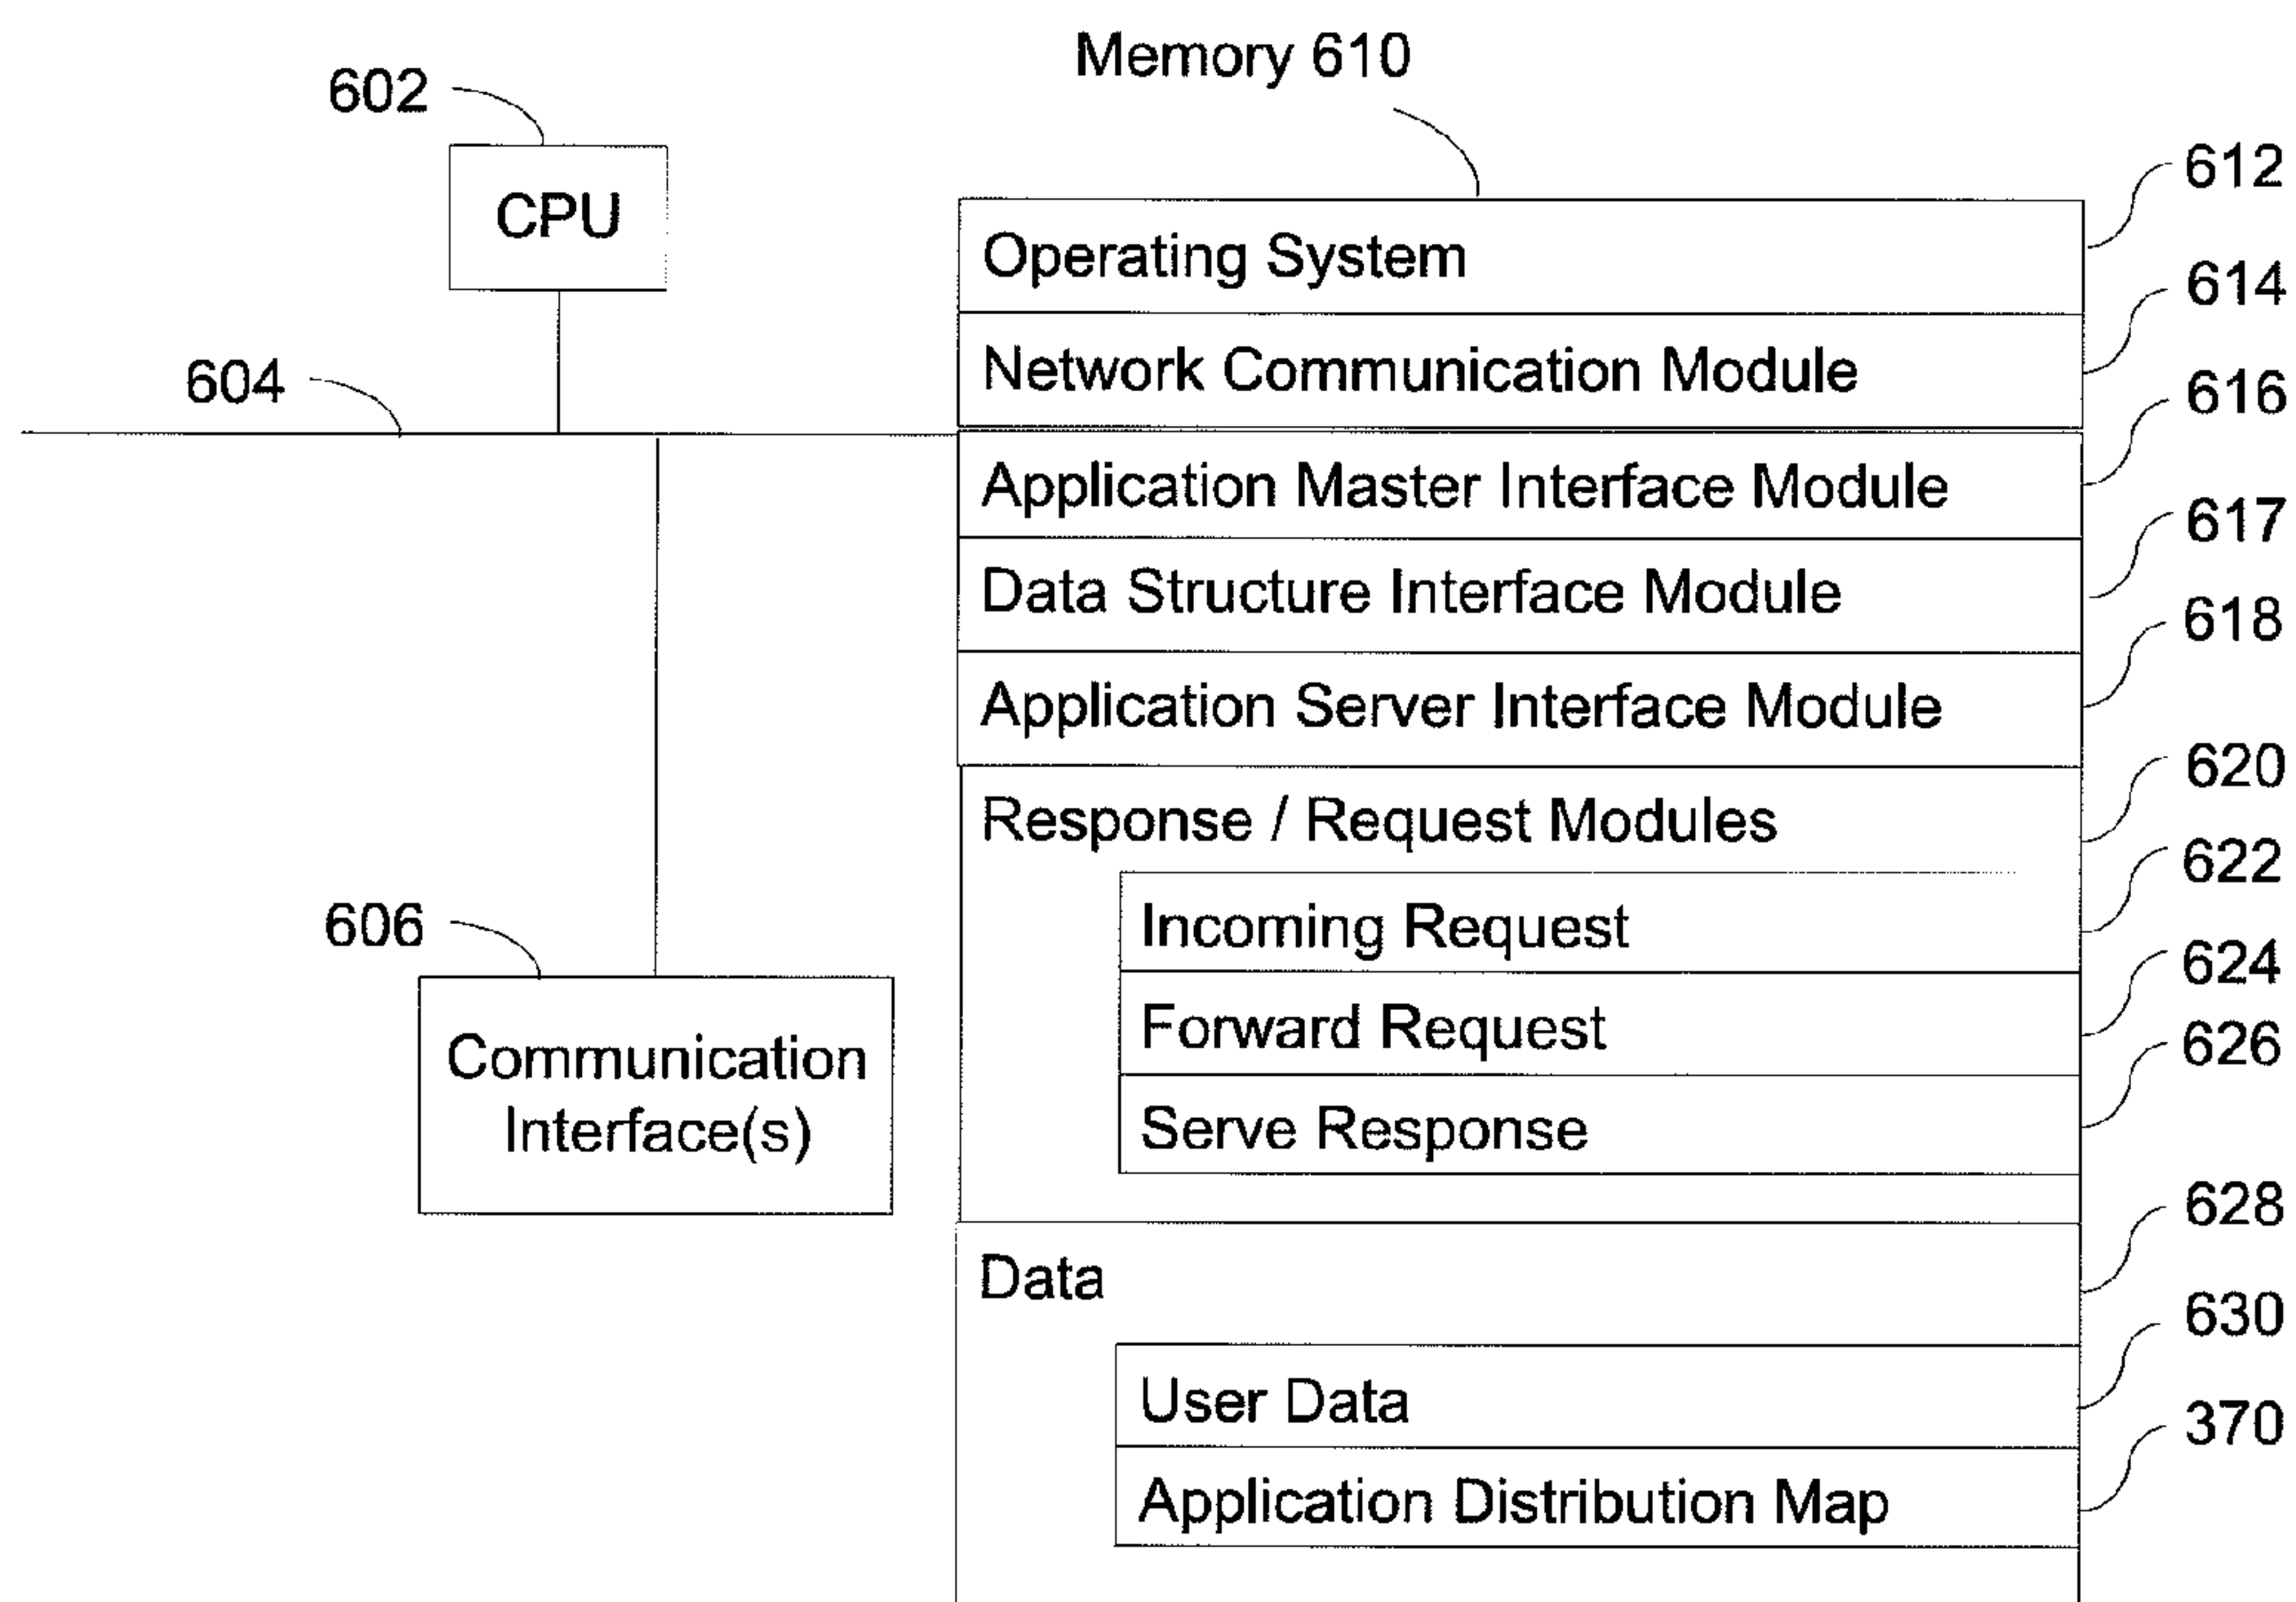 Memory 610
602
CPU
612
Operating System
614
Network Communication Module
604
616
Application Master Interface Module
617
Data Structure Interface Module
618
Application Server Interface Module
620
Response / Request Modules
622
Incoming Request
606
624
Forward Request
Communication
Interface(s)
626
Serve Response
628
Data
630
User Data
370
Application Distribution Map